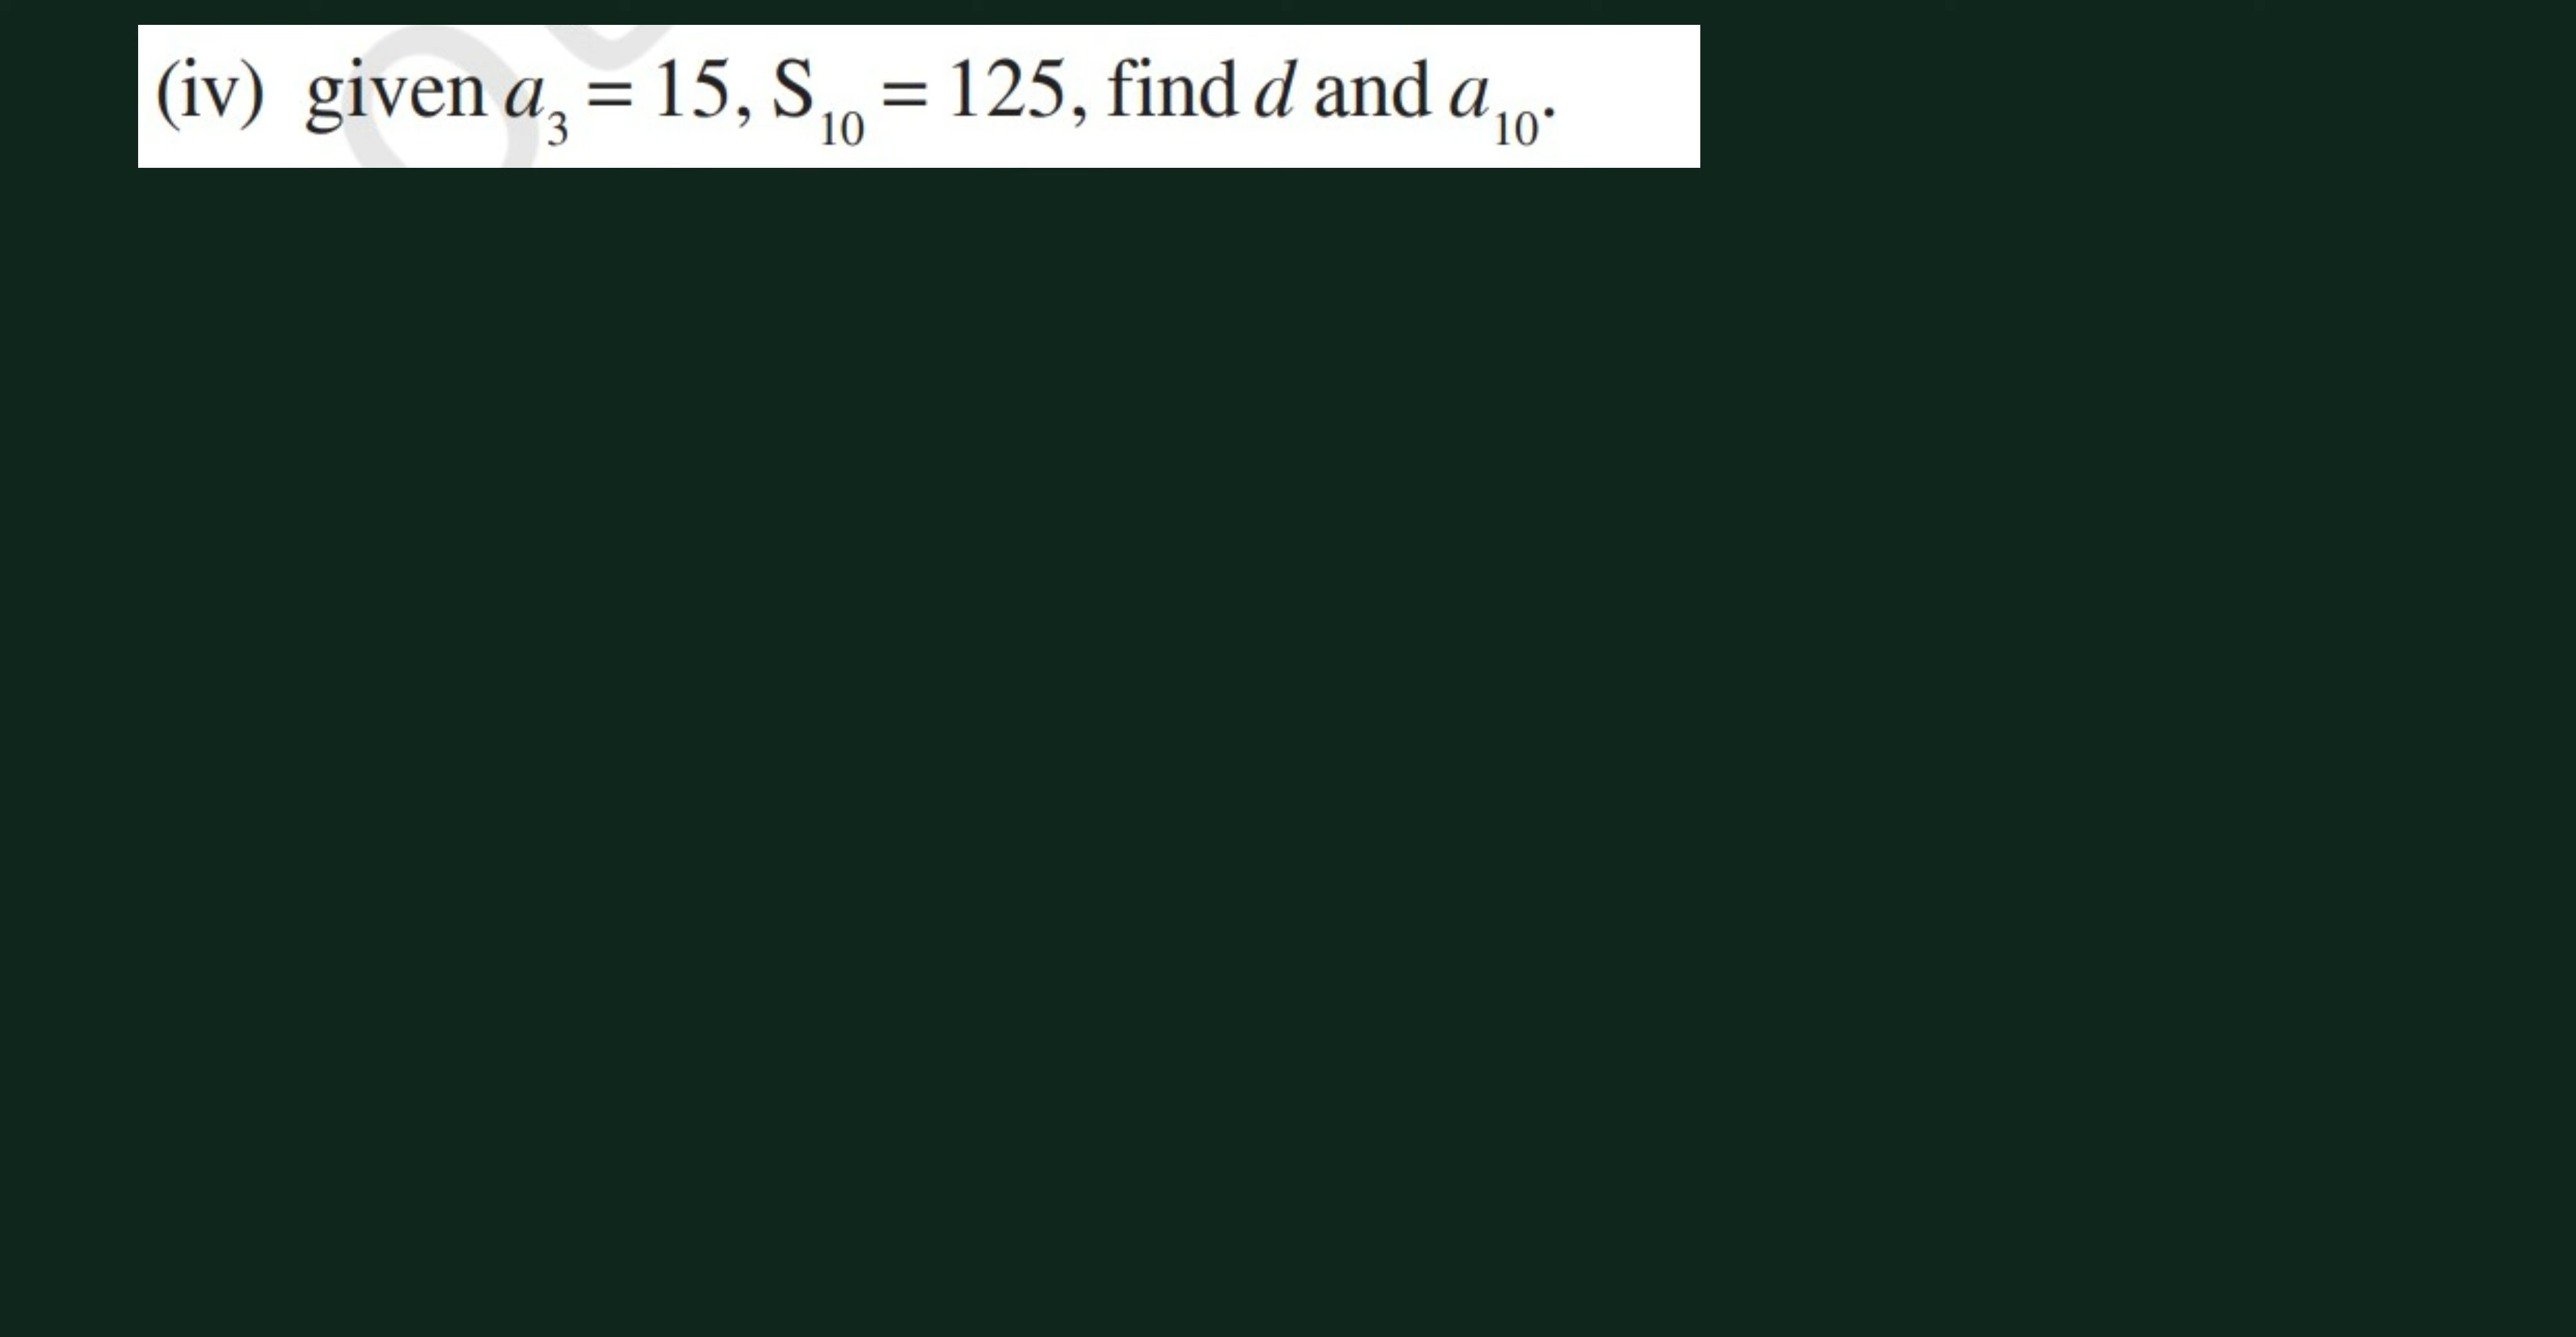 (iv) given a₃ = 15, S₁₀ = 125, find d and a₁₀.